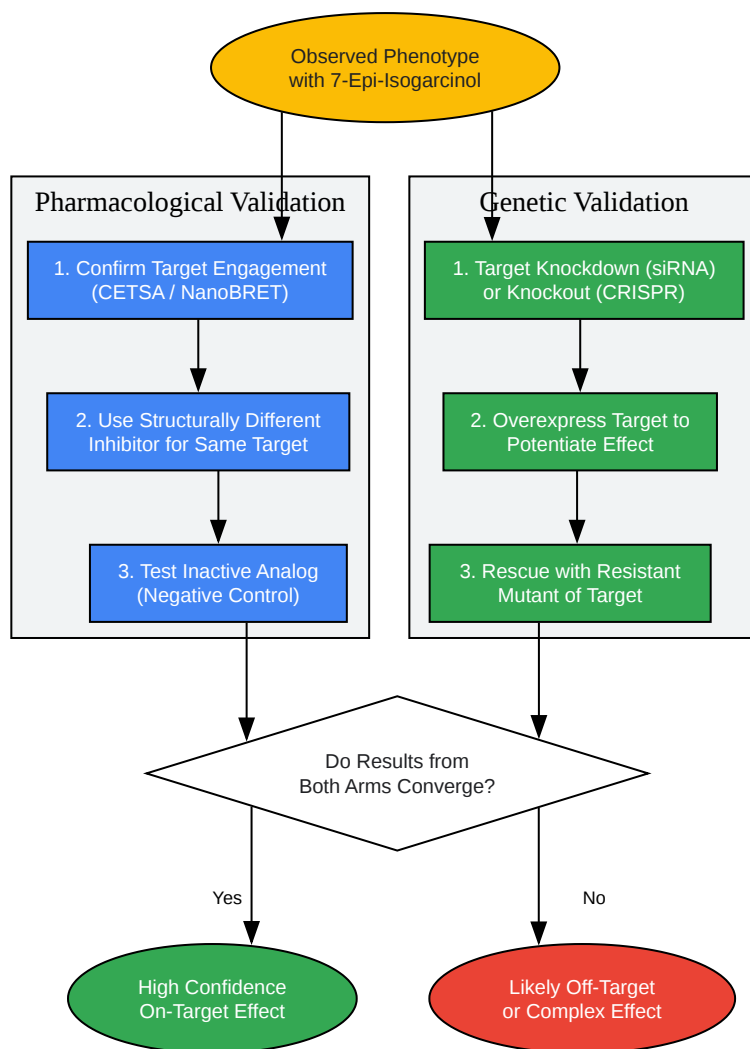 Observed Phenotype
with 7-Epi-Isogarcinol
Pharmacological Validation
1. Confirm Target Engagement
(CETSA / NanoBRET)
2. Use Structurally Different
Inhibitor for Same Target
3. Test Inactive Analog
(Negative Control)
Genetic Validation
1. Target Knockdown (siRNA)
or Knockout (CRISPR)
2. Overexpress Target to
Potentiate Effect
3. Rescue with Resistant
Mutant of Target
Do Results from
Both Arms Converge?
Yes
No
High Confidence
On-Target Effect
Likely Off-Target
or Complex Effect